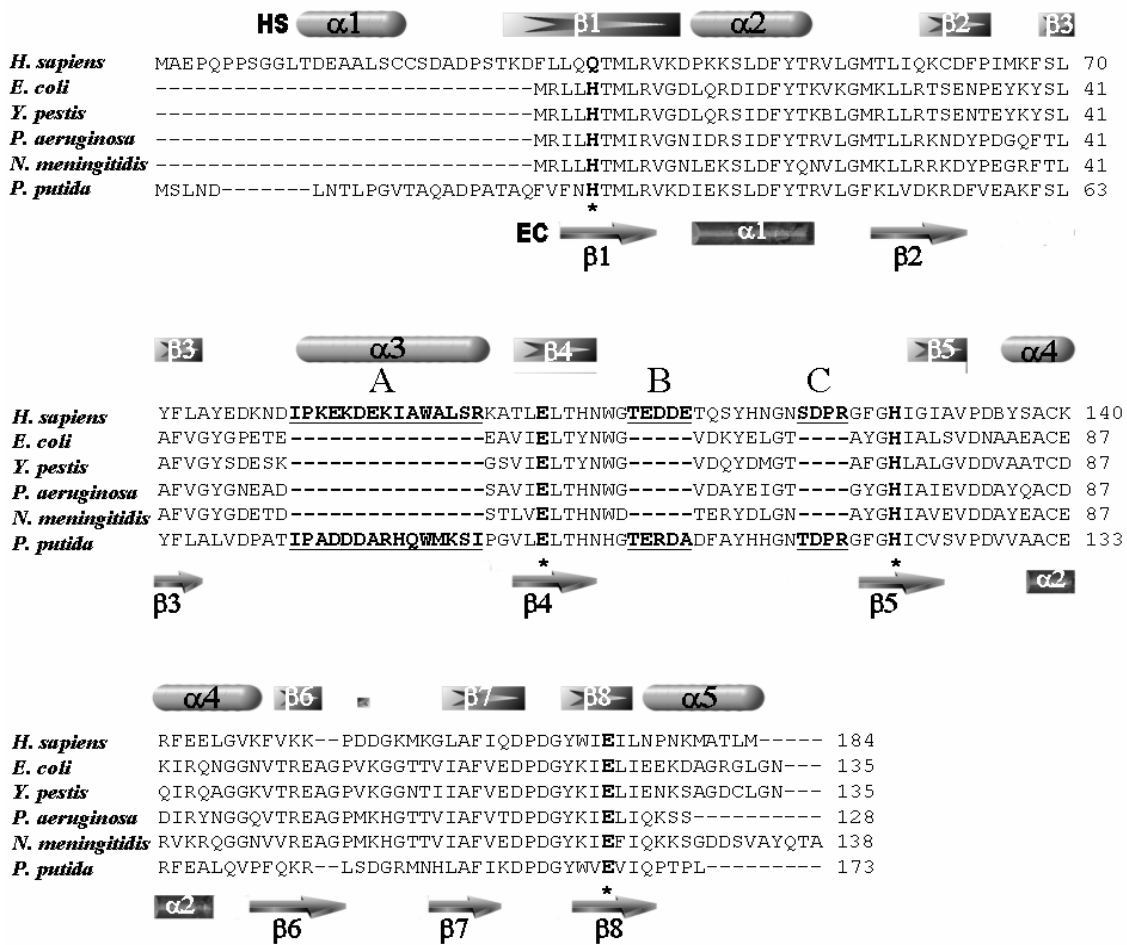 HS α1 β1 α2 β2 β3
H. sapiens MAEPQPPSGGLTDEAALSCCSDADPSTKDFLLQQTMLRVKDPKKSLDFYTRVLGMTLIQKCDFPIMKFSL 70
E. coli --------------------------------MRLLHTMLRVGDLQRDIDFYTKVKGMKLLRTSENPEYKYSL 41
Y. pestis --------------------------------MRLLHTMLRVGDLQRSIDFYTKBLGMRLLRTSENTEYKYSL 41
P. aeruginosa --------------------------------MRILHTMIRVGNIDRSLDFYTRVLGMTLLRKNDYPDGQFTL 41
N. meningitidis --------------------------------MRLLHTMLRVGNLEKSLDFYQNVLGMKLLRRKDYPEGRFTL 41
P. putida MSLND-------LNTLPGVTAQADPATAQFVFNHTMLRVKDIEKSLDFYTRVLGFKLVDKRDFVEAKFSL 63
*
EC β1 α1 β2
β3 α3 β4 β5 α4
A B C
H. sapiens YFLAYEDKNDIPKEKDEKIAWALSRKATLELTHNWGTEDDETQSYHNGNSDPRGFGHIGIAVPDBYSACK 140
E. coli AFVGYGPETE----------------EAVIELTYNWG-----VDKYELGT----AYGHIALSVDNAAEACE 87
Y. pestis AFVGYSDESK----------------GSVIELTYNWG-----VDQYDMGT----AFGHLALGVDDVAATCD 87
P. aeruginosa AFVGYGNEAD----------------SAVIELTHNWG-----VDAYEIGT----GYGHIAIEVDDAYQACD 87
N. meningitidis AFVGYGDETD----------------STLVELTHNWD-----TERYDLGN----AYGHIAVEVDDAYEACE 87
P. putida YFLALVDPATIPADDDARHQWMKSIPGVLELTHNHGTERDADFAYHHGNTDPRGFGHICVSVPDVVAACE 133
* *
β3 β4 β5 α2
α4 β6 β7 β8 α5
H. sapiens RFEELGVKFVKK--PDDGKMKGLAFIQDPDGYWIEILNPNKMATLM----- 184
E. coli KIRQNGGNVTREAGPVKGGTTVIAFVEDPDGYKIELIEEKDAGRGLGN--- 135
Y. pestis QIRQAGGKVTREAGPVKGGNTIIAFVEDPDGYKIELIENKSAGDCLGN--- 135
P. aeruginosa DIRYNGGQVTREAGPMKHGTTVIAFVTDPDGYKIELIQKSS---------- 128
N. meningitidis RVKRQGGNVVREAGPMKHGTTVIAFVEDPDGYKIEFIQKKSGDDSVAYQTA 138
P. putida RFEALQVPFQKR--LSDGRMNHLAFIKDPDGYWVEVIQPTPL--------- 173
*
α2 β6 β7 β8